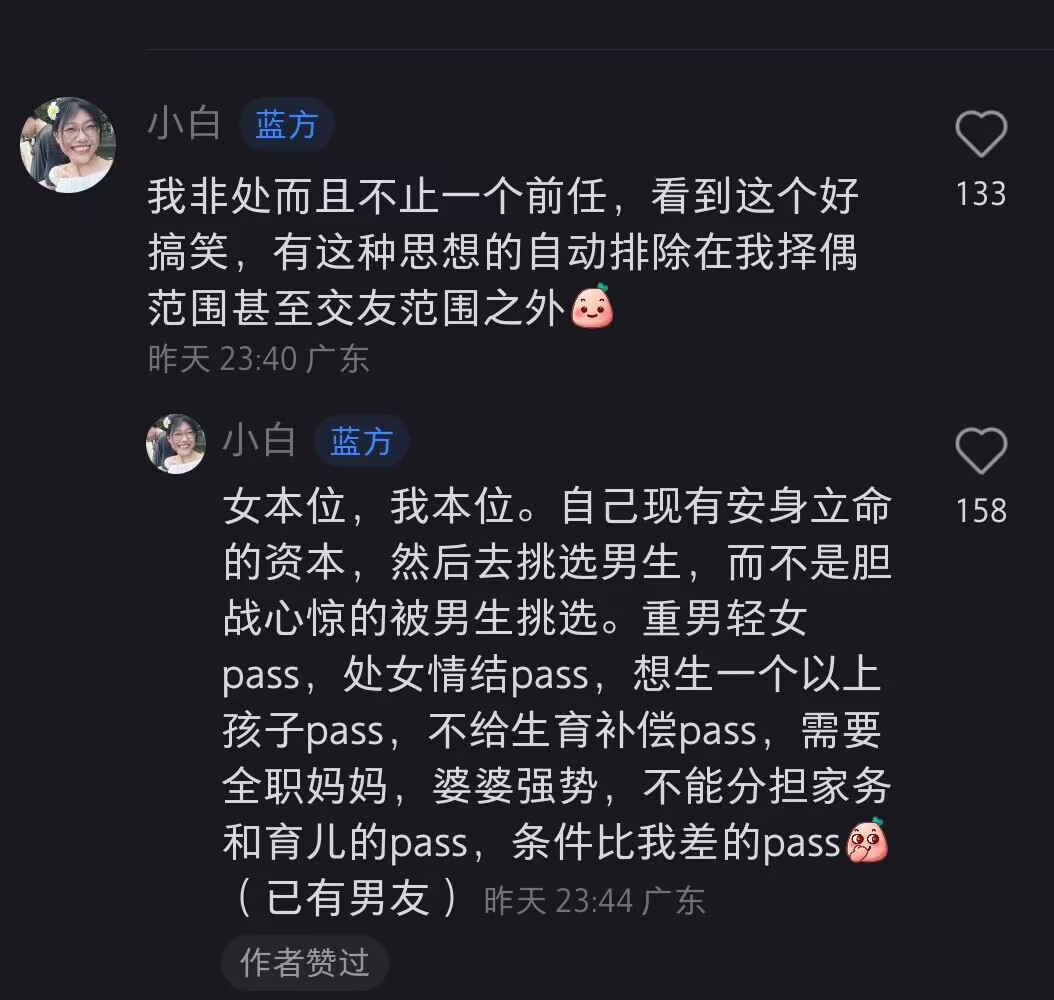 小白 蓝方
我非处而且不止一个前任，看到这个好
搞笑，有这种思想的自动排除在我择偶
范围甚至交友范围之外
133
昨天 23:40 广东
小白 蓝方
女本位，我本位。自己现有安身立命
的资本，然后去挑选男生，而不是胆
战心惊的被男生挑选。重男轻女
pass，处女情结pass，想生一个以上
孩子pass，不给生育补偿pass，需要
全职妈妈，婆婆强势，不能分担家务
和育儿的pass，条件比我差的pass
（已有男友） 昨天 23:44 广东
158
作者赞过